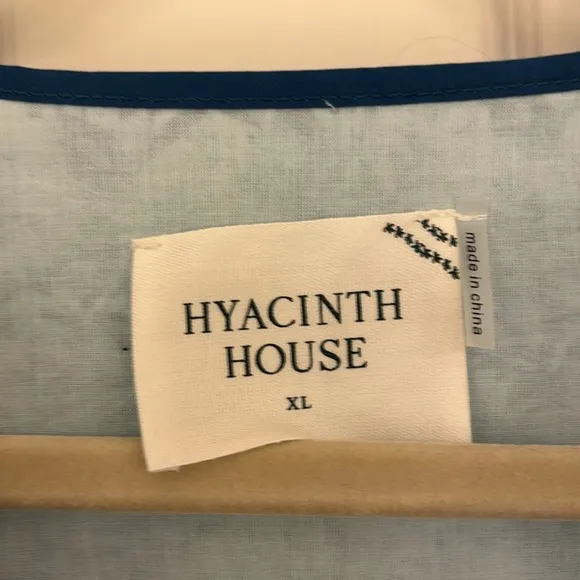 HYACINTH
HOUSE
XL
made in china